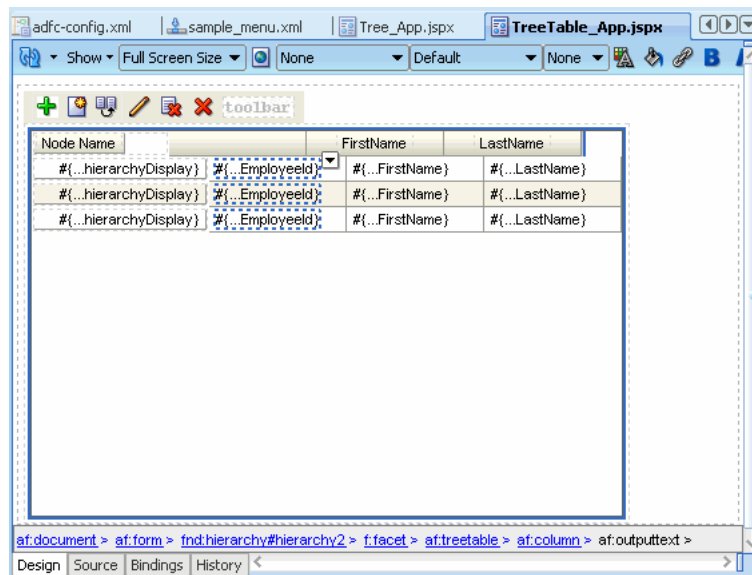 adfc-config.xml sample_menu.xml Tree_App.jspx TreeTable_App.jspx
Show Full Screen Size None Default None B
toolbar
Node Name FirstName LastName
#{...hierarchyDisplay} #{...EmployeeId} #{...FirstName} #{...LastName}
#{...hierarchyDisplay} #{...EmployeeId} #{...FirstName} #{...LastName}
#{...hierarchyDisplay} #{...EmployeeId} #{...FirstName} #{...LastName}
af:document > af:form > fnd:hierarchy#hierarchy2 > f:facet > af:treetable > af:column > af:outputtext >
Design Source Bindings History